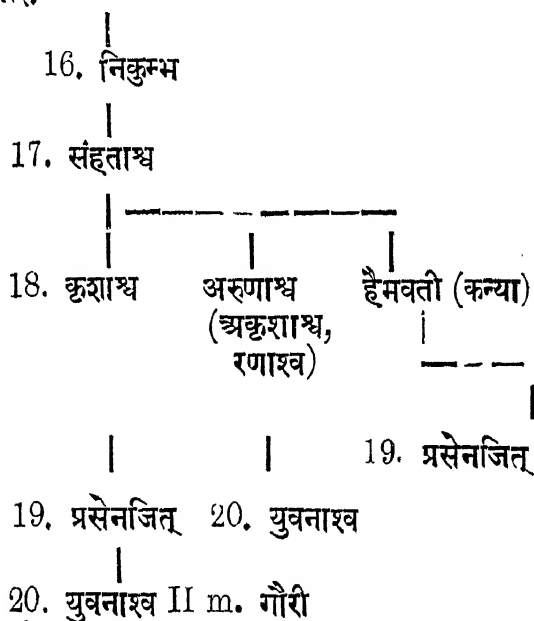 16. निकुम्भ
17. संहताश्व
18. कृशाश्व अरुणाश्व हैमवती (कन्या)
(अकृशाश्व,
रणाश्व)
19. प्रसेनजित्
19. प्रसेनजित् 20. युवनाश्व
20. युवनाश्व II m. गौरी